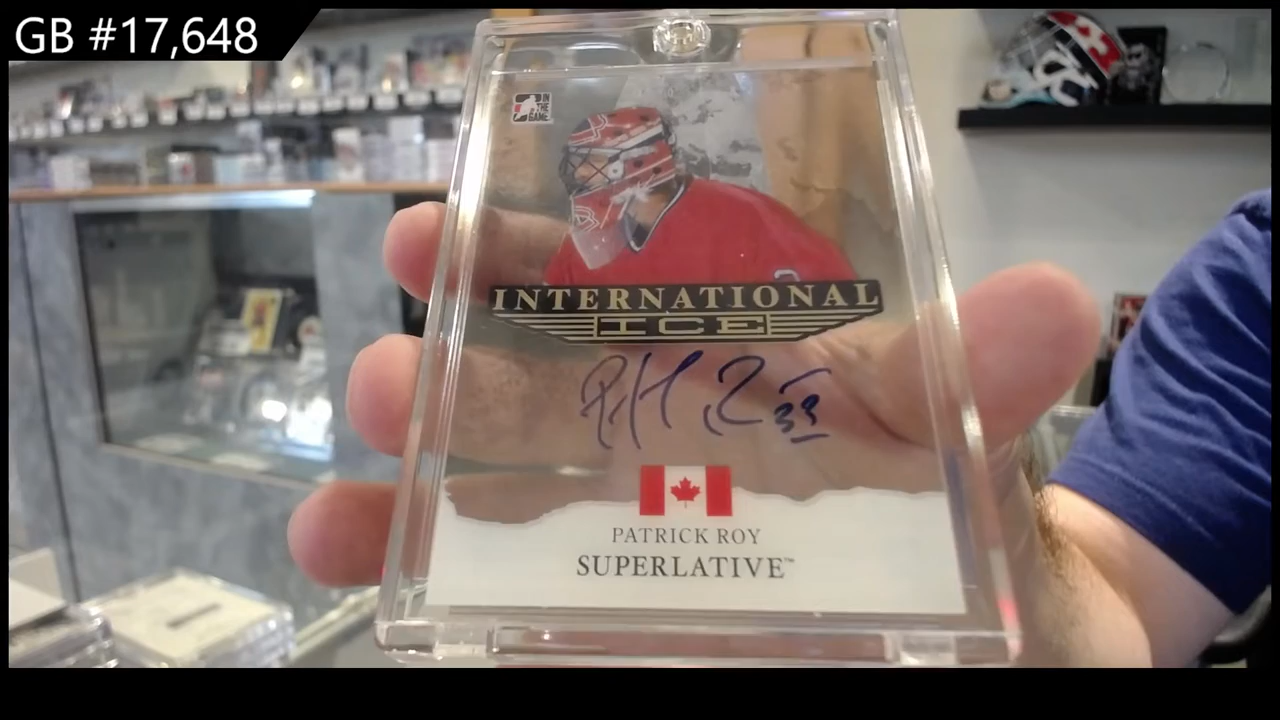 GB #17,648
IN
THE
GAME
INTERNATIONAL
ICE
33
PATRICK ROY
SUPERLATIVE™